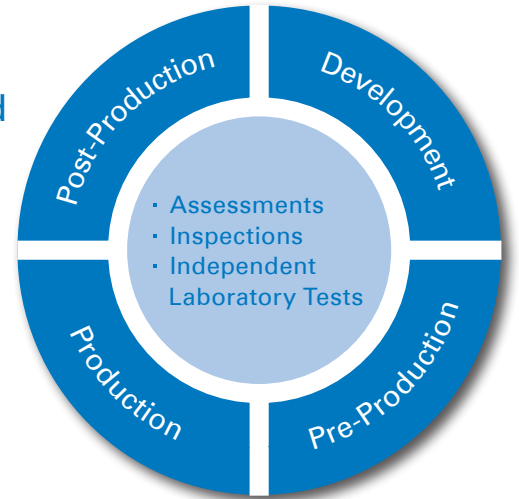 Post-Production
Development
· Assessments
· Inspections
· Independent
Laboratory Tests
Production
Pre-Production